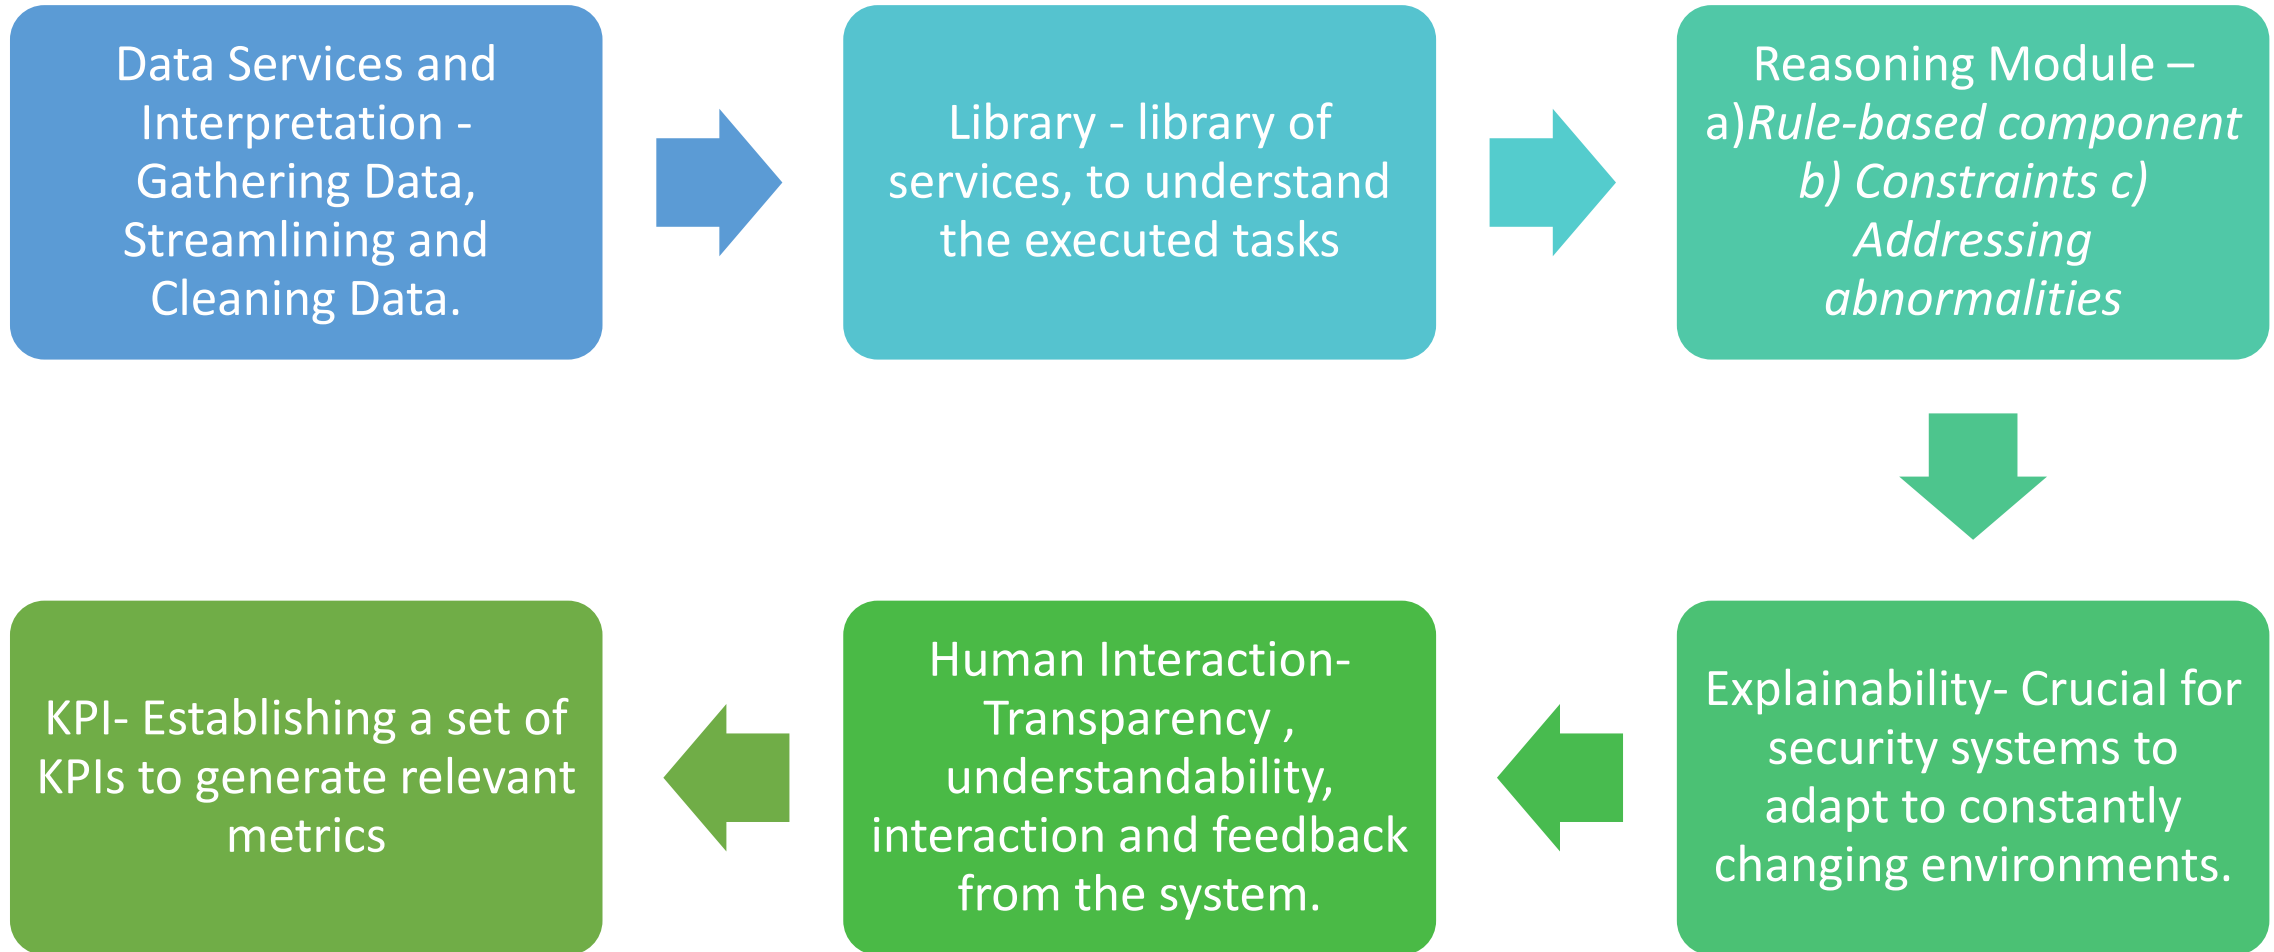 Data Services and
Interpretation -
Gathering Data,
Streamlining and
Cleaning Data.
Library - library of
services, to understand
the executed tasks
Reasoning Module –
a)Rule-based component
b) Constraints c)
Addressing
abnormalities
Explainability- Crucial for
security systems to
adapt to constantly
changing environments.
Human Interaction-
Transparency ,
understandability,
interaction and feedback
from the system.
KPI- Establishing a set of
KPIs to generate relevant
metrics